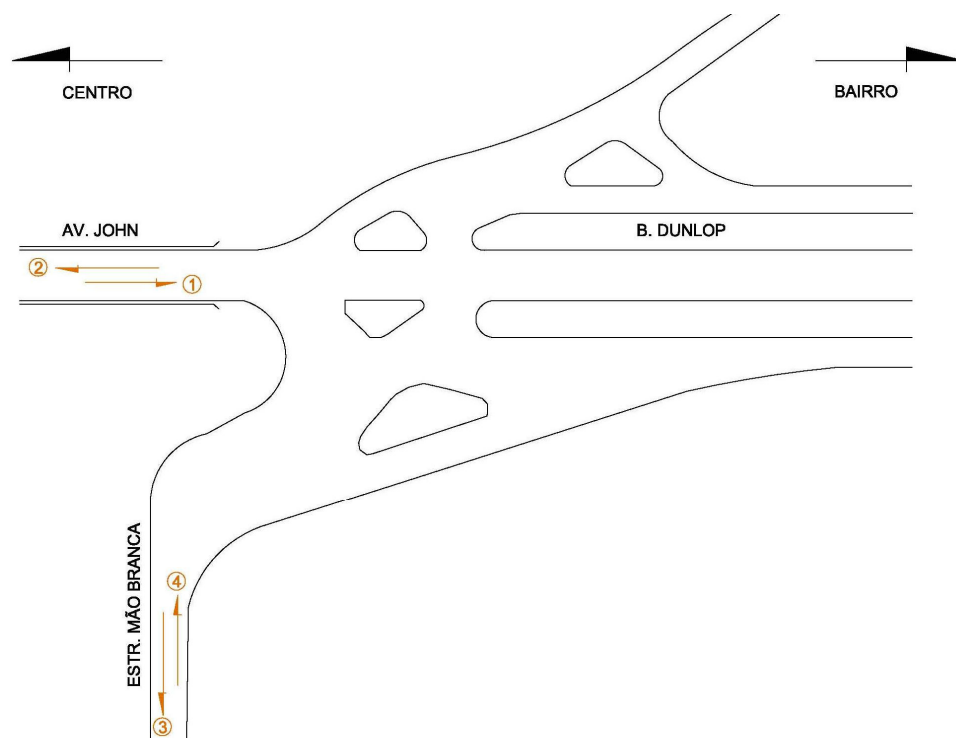 CENTRO
BAIRRO
AV. JOHN
B. DUNLOP
2
1
ESTR. MÃO BRANCA
4
3